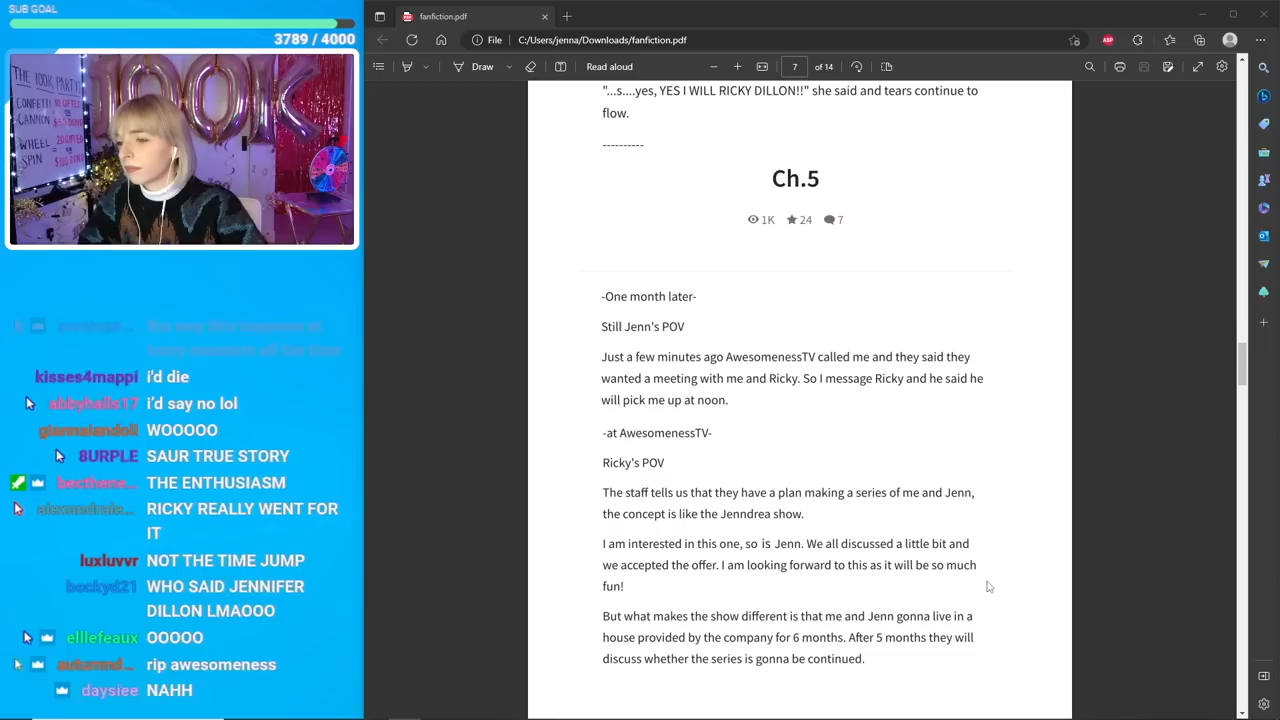 SUB GOAL
3789 / 4000
THE 100K PARTY
CONFETTI
CANNON
WHEEL
SPIN
kisses4mappi i'd die
abbyhails17 i'd say no lol
giannalandoll WOOOOO
8URPLE SAUR TRUE STORY
becthene... THE ENTHUSIASM
alexandrale... RICKY REALLY WENT FOR
IT
luxluvvr NOT THE TIME JUMP
beckyd21 WHO SAID JENNIFER
DILLON LMAOOO
elllefeaux OOOOO
rip awesomeness
daysiee NAHH
fanfiction.pdf
File C:/Users/jenna/Downloads/fanfiction.pdf
ABP
Draw
Read aloud
7 of 14
"...s....yes, YES I WILL RICKY DILLON!!" she said and tears continue to
flow.
----------
Ch.5
1K 24 7
-One month later-
Still Jenn's POV
Just a few minutes ago AwesomenessTV called me and they said they
wanted a meeting with me and Ricky. So I message Ricky and he said he
will pick me up at noon.
-at AwesomenessTV-
Ricky's POV
The staff tells us that they have a plan making a series of me and Jenn,
the concept is like the Jenndrea show.
I am interested in this one, so is Jenn. We all discussed a little bit and
we accepted the offer. I am looking forward to this as it will be so much
fun!
But what makes the show different is that me and Jenn gonna live in a
house provided by the company for 6 months. After 5 months they will
discuss whether the series is gonna be continued.